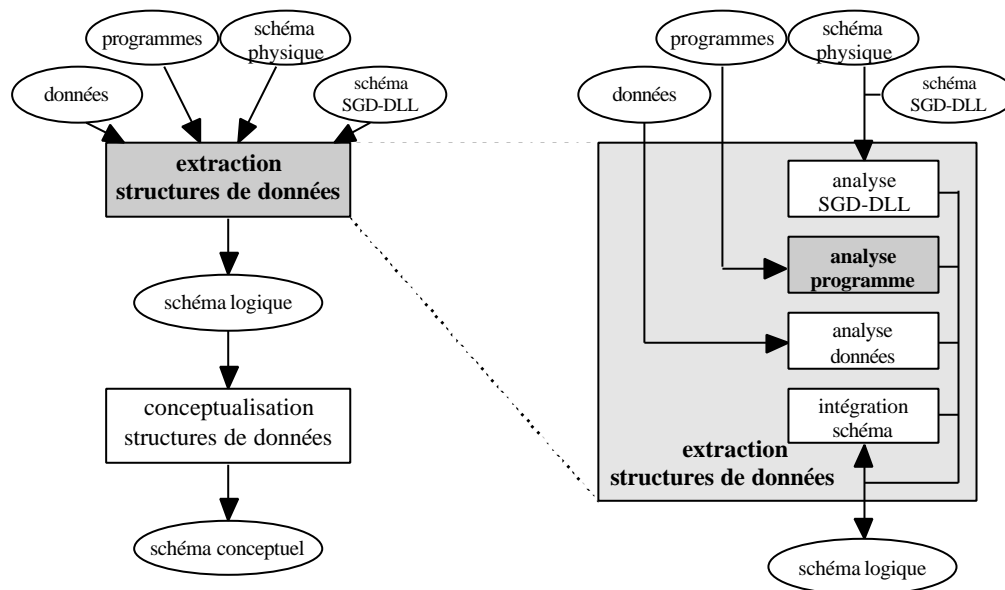 programmes
schéma
physique
données
schéma
SGD-DLL
extraction
structures de données
schéma logique
conceptualisation
structures de données
schéma conceptuel
programmes
schéma
physique
données
schéma
SGD-DLL
analyse
SGD-DLL
analyse
programme
analyse
données
intégration
schéma
extraction
structures de données
schéma logique